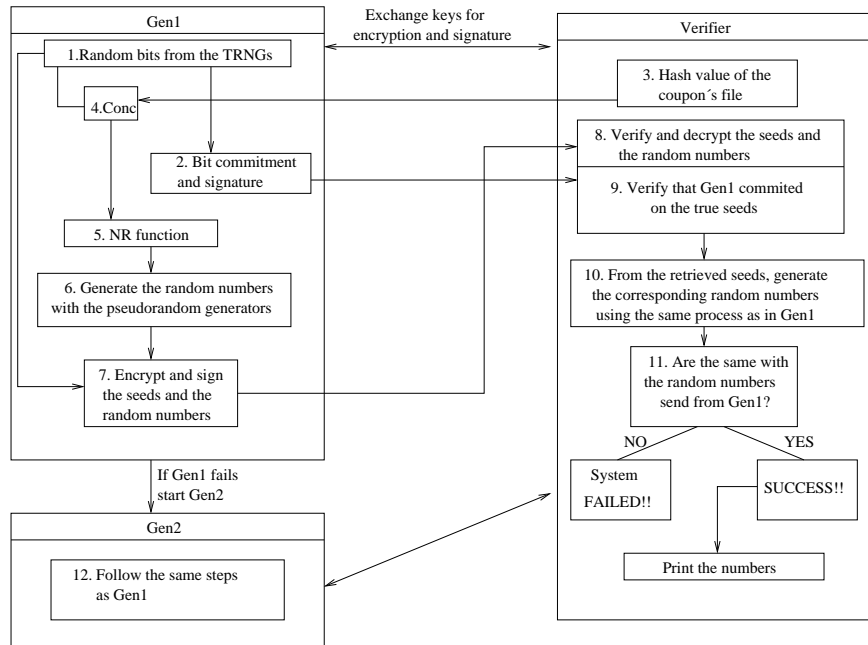 Gen1
1.Random bits from the TRNGs
4.Conc
2. Bit commitment
and signature
5. NR function
6. Generate the random numbers
with the pseudorandom generators
7. Encrypt and sign
the seeds and the
random numbers
If Gen1 fails
start Gen2
Gen2
12. Follow the same steps
as Gen1
Exchange keys for
encryption and signature
Verifier
3. Hash value of the
coupon´s file
8. Verify and decrypt the seeds and
the random numbers
9. Verify that Gen1 commited
on the true seeds
10. From the retrieved seeds, generate
the corresponding random numbers
using the same process as in Gen1
11. Are the same with
the random numbers
send from Gen1?
NO
YES
System
FAILED!!
SUCCESS!!
Print the numbers